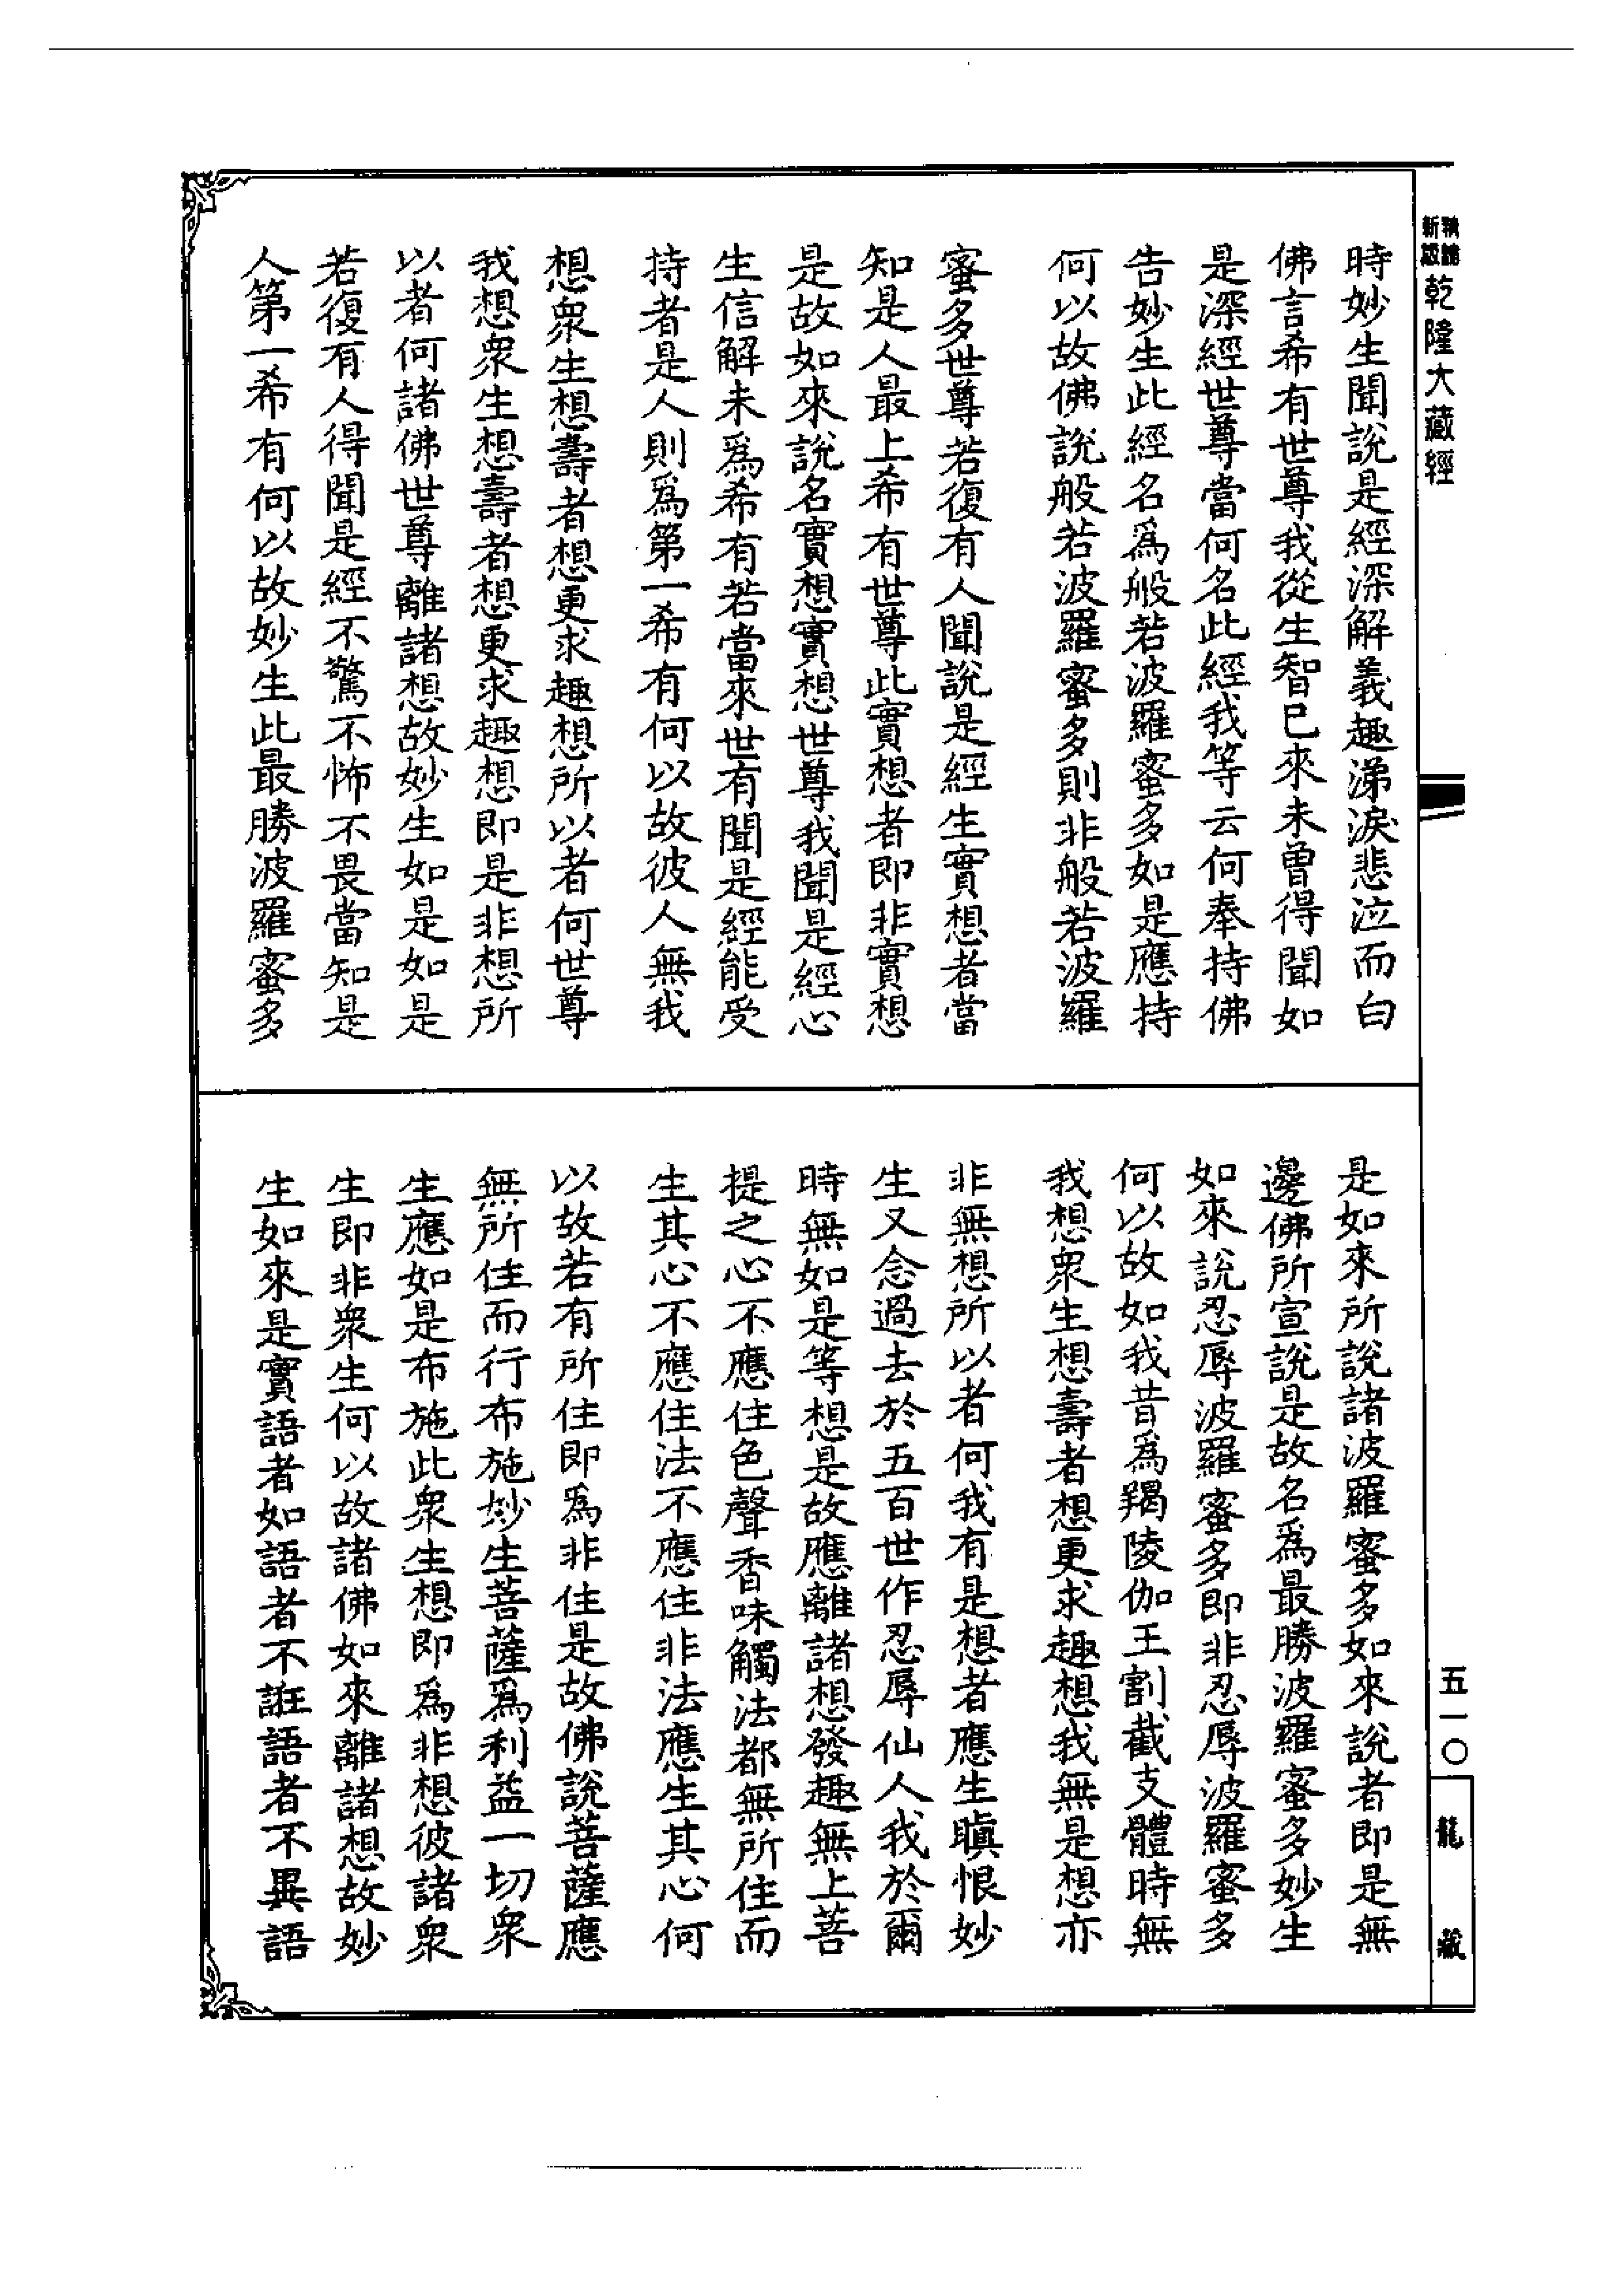 新編縮版
乾隆大藏經
時妙生聞說是經深解義趣涕淚悲泣而白
佛言希有世尊我從生智已來未曾得聞如
是深經世尊當何名此經我等云何奉持佛
告妙生此經名爲般若波羅蜜多如是應持
何以故佛說般若波羅蜜多則非般若波羅
蜜多世尊若復有人聞說是經生實想者當
知是人最上希有世尊此實想者即非實想
是故如來說名實想實想世尊我聞是經心
生信解未爲希有若當來世有聞是經能受
持者是人則爲第一希有何以故彼人無我
想衆生想壽者想更求趣想所以者何世尊
我想衆生想壽者想更求趣想即是非想所
以者何諸佛世尊離諸想故妙生如是如是
若復有人得聞是經不驚不怖不畏當知是
人第一希有何以故妙生此最勝波羅蜜多
是如來所說諸波羅蜜多如來說者即是無
邊佛所宣說是故名爲最勝波羅蜜多妙生
如來說忍辱波羅蜜多即非忍辱波羅蜜多
何以故如我昔爲羯陵伽王割截支體時無
我想衆生想壽者想更求趣想我無是想亦
非無想所以者何我有是想者應生瞋恨妙
生又念過去於五百世作忍辱仙人我於爾
時無如是等想是故應離諸想發趣無上菩
提之心不應住色聲香味觸法都無所住而
生其心不應住法不應住非法應生其心何
以故若有所住即爲非住是故佛說菩薩應
無所住而行布施妙生菩薩爲利益一切衆
生應如是布施此衆生想即爲非想彼諸衆
生即非衆生何以故諸佛如來離諸想故妙
生如來是實語者如語者不誑語者不異語
五一〇
龍藏